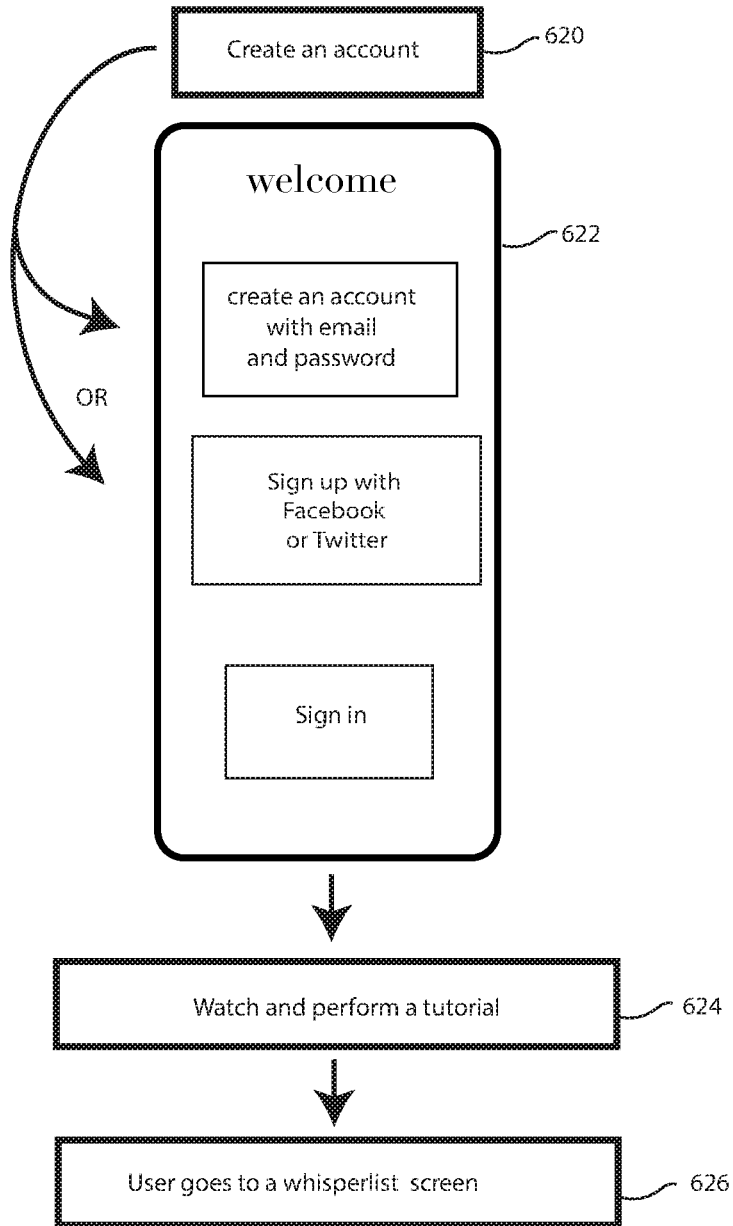 Create an account
620
welcome
622
create an account
with email
and password
OR
Sign up with
Facebook
or Twitter
Sign in
Watch and perform a tutorial
624
User goes to a whisperlist screen
626